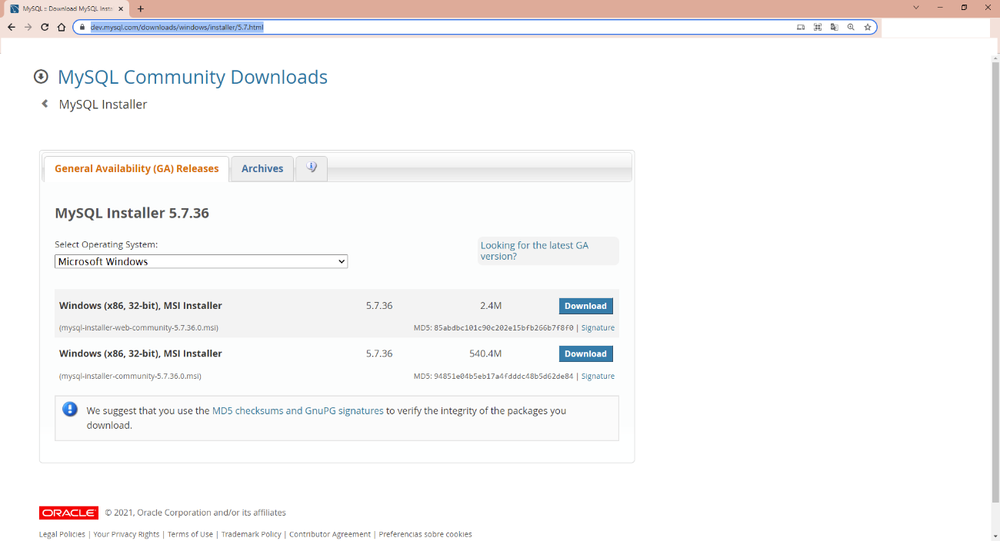 MySQL :: Download MySQL Insta
dev.mysql.com/downloads/windows/installer/5.7.html
MySQL Community Downloads
MySQL Installer
General Availability (GA) Releases
Archives
MySQL Installer 5.7.36
Select Operating System:
Microsoft Windows
Looking for the latest GA
version?
Windows (x86, 32-bit), MSI Installer 5.7.36 2.4M Download
(mysql-installer-web-community-5.7.36.0.msi) MD5: 85abdbc101c90c202e15bfb266b7f8f0 | Signature
Windows (x86, 32-bit), MSI Installer 5.7.36 540.4M Download
(mysql-installer-community-5.7.36.0.msi) MD5: 94851e04b5eb17a4fdddc48b5d62de84 | Signature
We suggest that you use the MD5 checksums and GnuPG signatures to verify the integrity of the packages you
download.
ORACLE © 2021, Oracle Corporation and/or its affiliates
Legal Policies | Your Privacy Rights | Terms of Use | Trademark Policy | Contributor Agreement | Preferencias sobre cookies